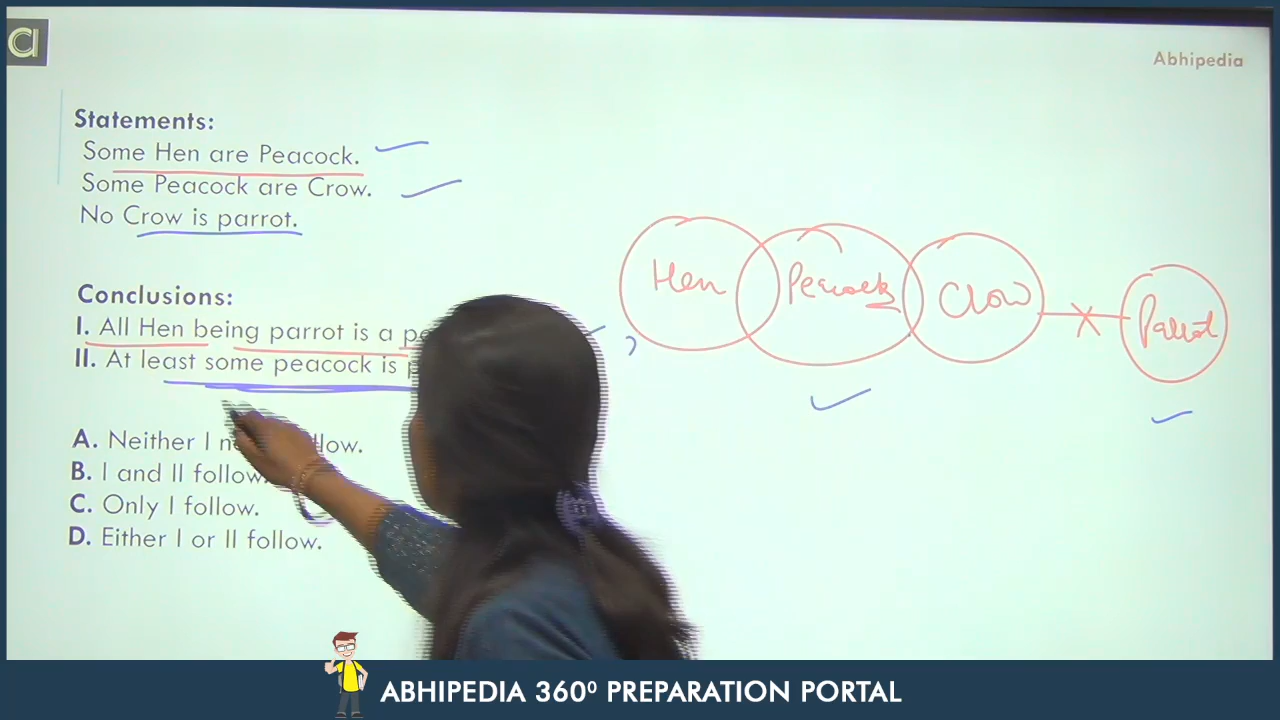 a
Abhipedia
Statements:
Some Hen are Peacock.
Some Peacock are Crow.
No Crow is parrot.
Conclusions:
I. All Hen being parrot is a
II. At least some peacock is
A. Neither I
B. I and II follow.
C. Only I follow.
D. Either I or II follow.
Hen
Peacock
Crow
Parrot
ABHIPEDIA 360⁰ PREPARATION PORTAL